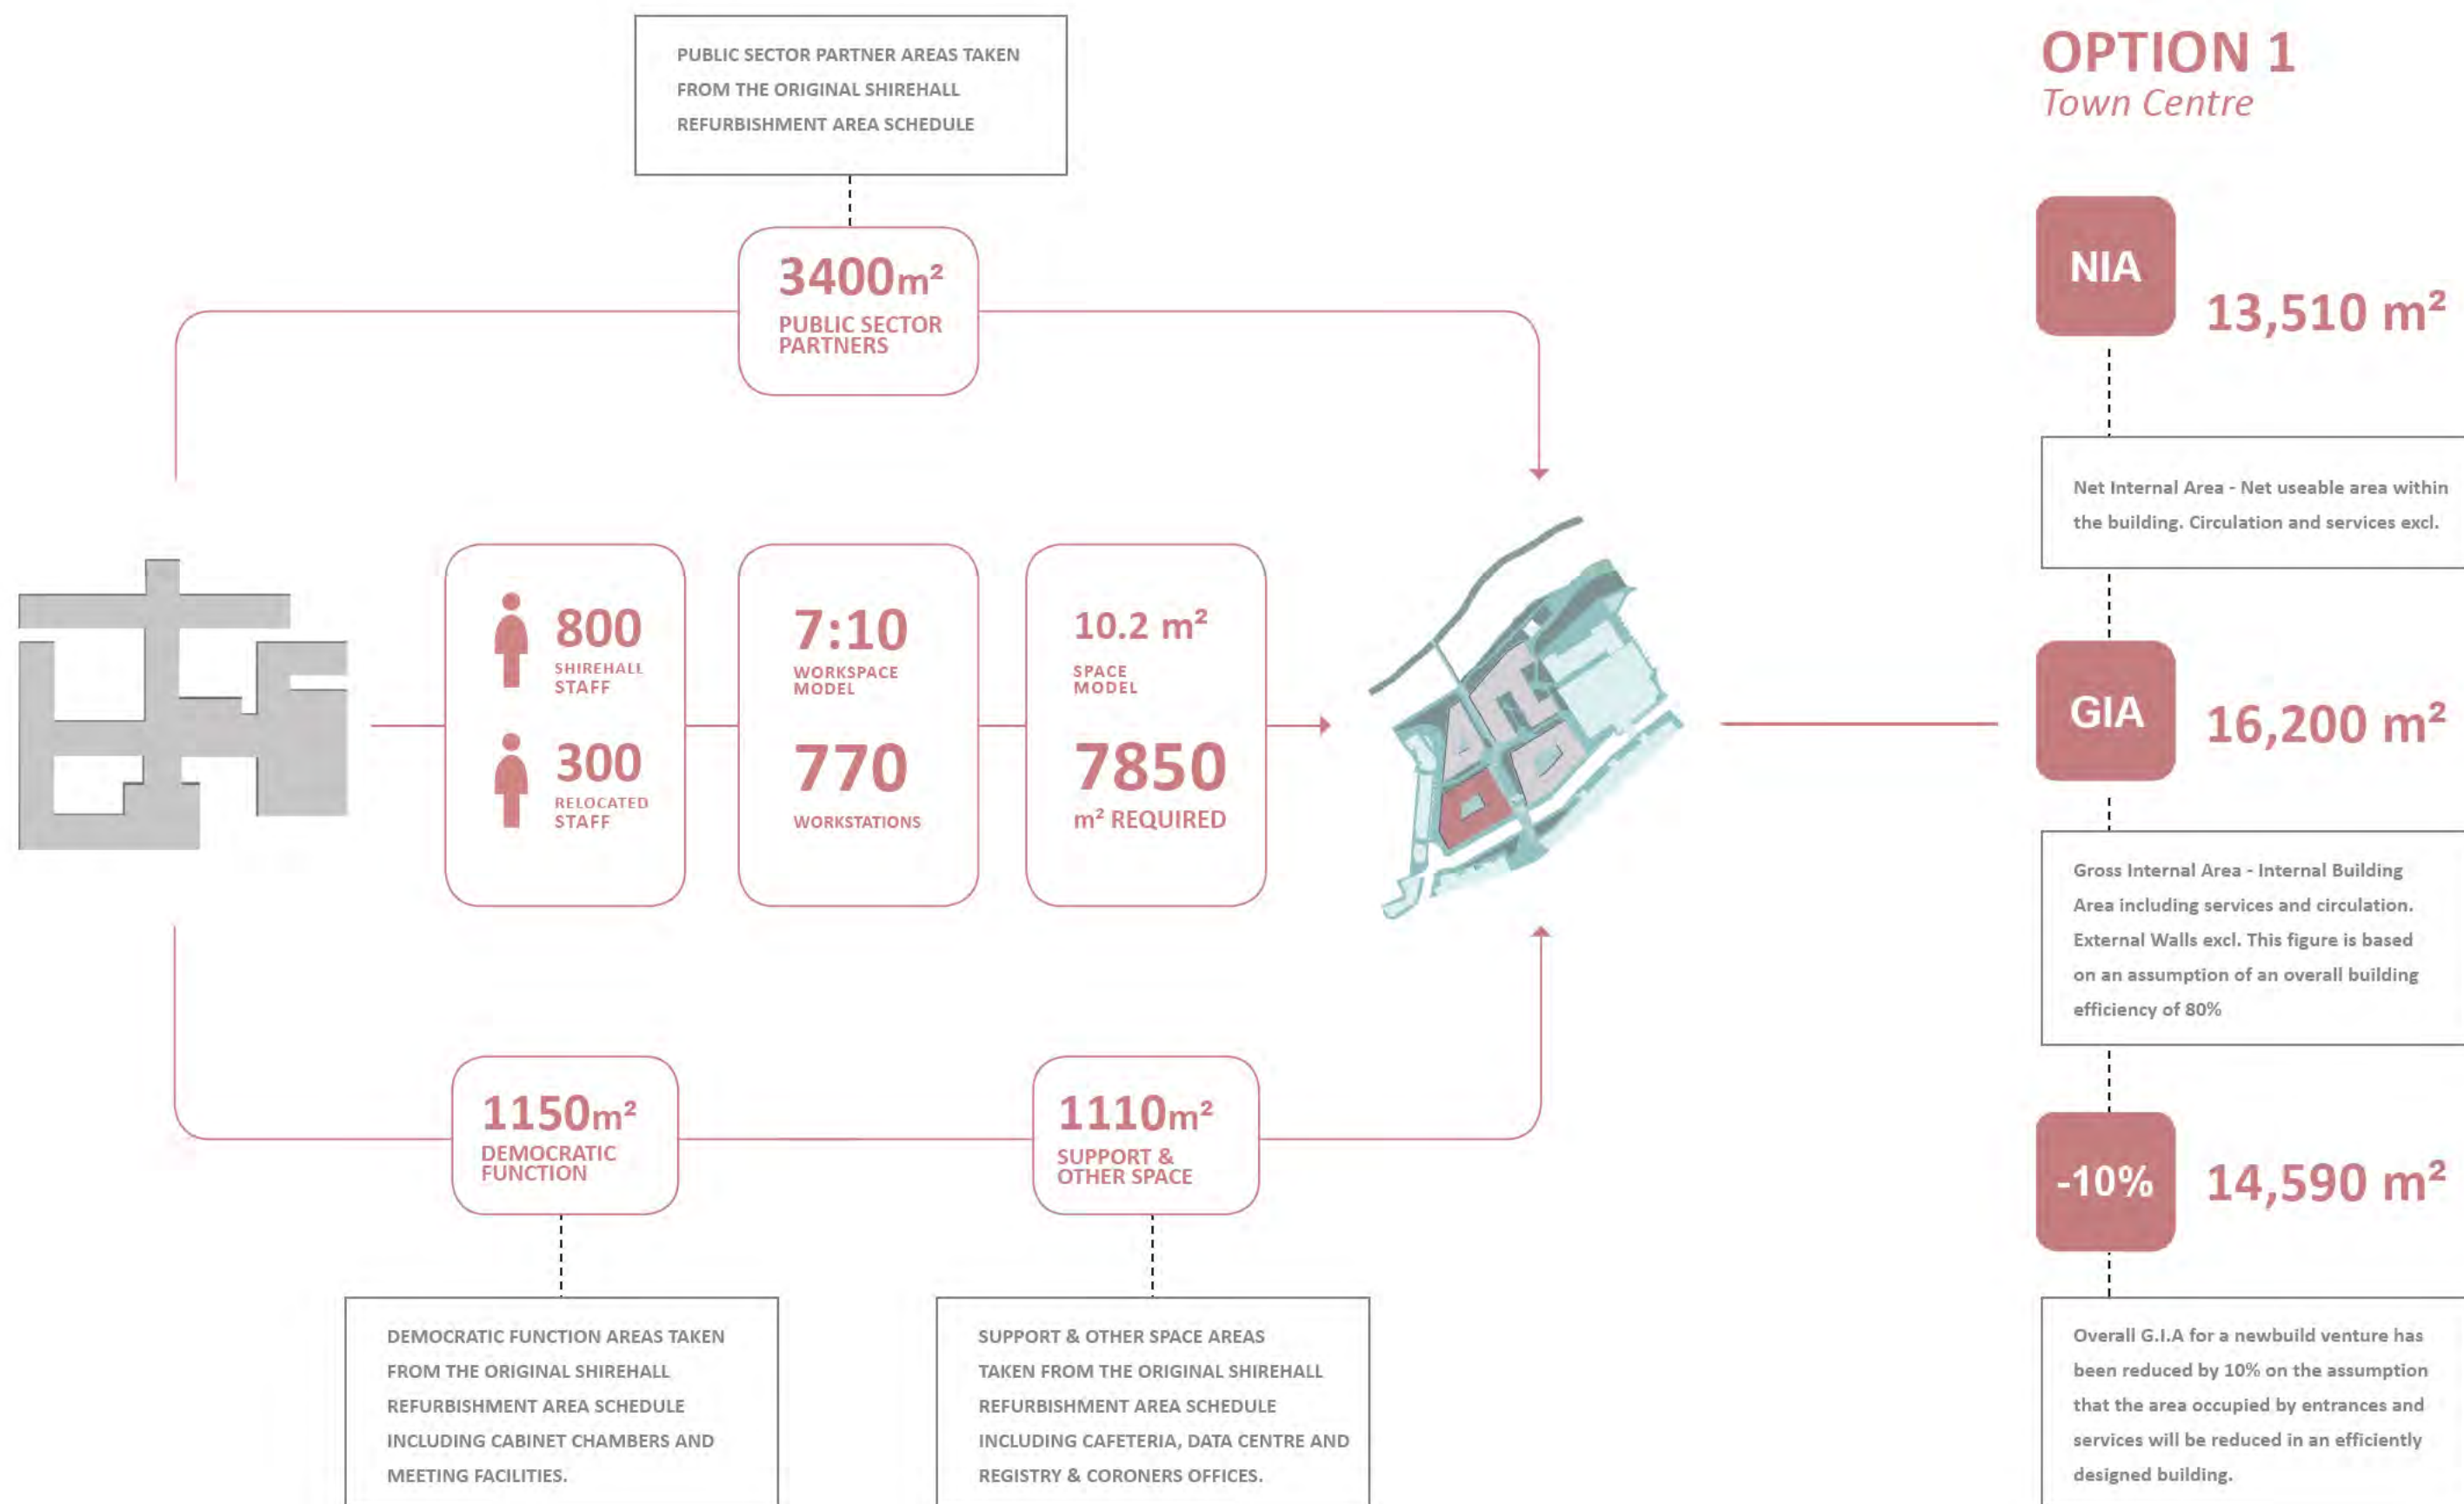 PUBLIC SECTOR PARTNER AREAS TAKEN
FROM THE ORIGINAL SHIREHALL
REFURBISHMENT AREA SCHEDULE
3400m²
PUBLIC SECTOR
PARTNERS
800
SHIREHALL
STAFF
300
RELOCATED
STAFF
7:10
WORKSPACE
MODEL
770
WORKSTATIONS
10.2 m²
SPACE
MODEL
7850
m² REQUIRED
1150m²
DEMOCRATIC
FUNCTION
1110m²
SUPPORT &
OTHER SPACE
DEMOCRATIC FUNCTION AREAS TAKEN
FROM THE ORIGINAL SHIREHALL
REFURBISHMENT AREA SCHEDULE
INCLUDING CABINET CHAMBERS AND
MEETING FACILITIES.
SUPPORT & OTHER SPACE AREAS
TAKEN FROM THE ORIGINAL SHIREHALL
REFURBISHMENT AREA SCHEDULE
INCLUDING CAFETERIA, DATA CENTRE AND
REGISTRY & CORONERS OFFICES.
OPTION 1
Town Centre
NIA
13,510 m²
Net Internal Area - Net useable area within
the building. Circulation and services excl.
GIA
16,200 m²
Gross Internal Area - Internal Building
Area including services and circulation.
External Walls excl. This figure is based
on an assumption of an overall building
efficiency of 80%
-10%
14,590 m²
Overall G.I.A for a newbuild venture has
been reduced by 10% on the assumption
that the area occupied by entrances and
services will be reduced in an efficiently
designed building.